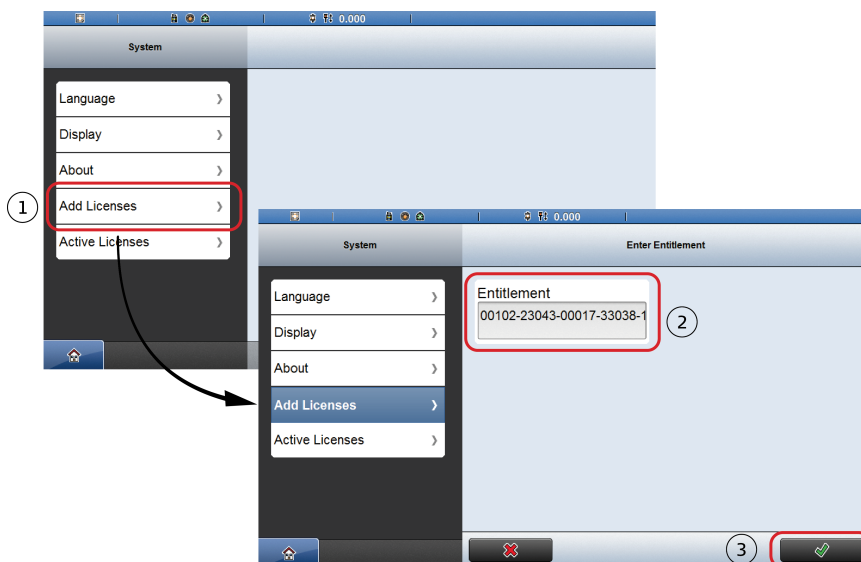 0.000
System
Language
Display
About
1
Add Licenses
Active Licenses
0.000
System
Enter Entitlement
Language
Display
About
Add Licenses
Active Licenses
Entitlement
00102-23043-00017-33038-1
2
3